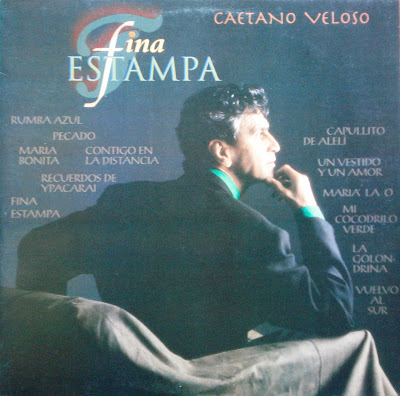 CAETANO VELOSO
Fina
ESTAMPA
RUMBA AZUL
PECADO
MARÍA
BONITA
CONTIGO EN
LA DISTANCIA
RECUERDOS DE
YPACARAI
FINA
ESTAMPA
CAPULLITO
DE ALELÍ
UN VESTIDO
Y UN AMOR
MARIA LA O
MI
COCODRILO
VERDE
LA
GOLON-
DRINA
VUELVO
AL
SUR